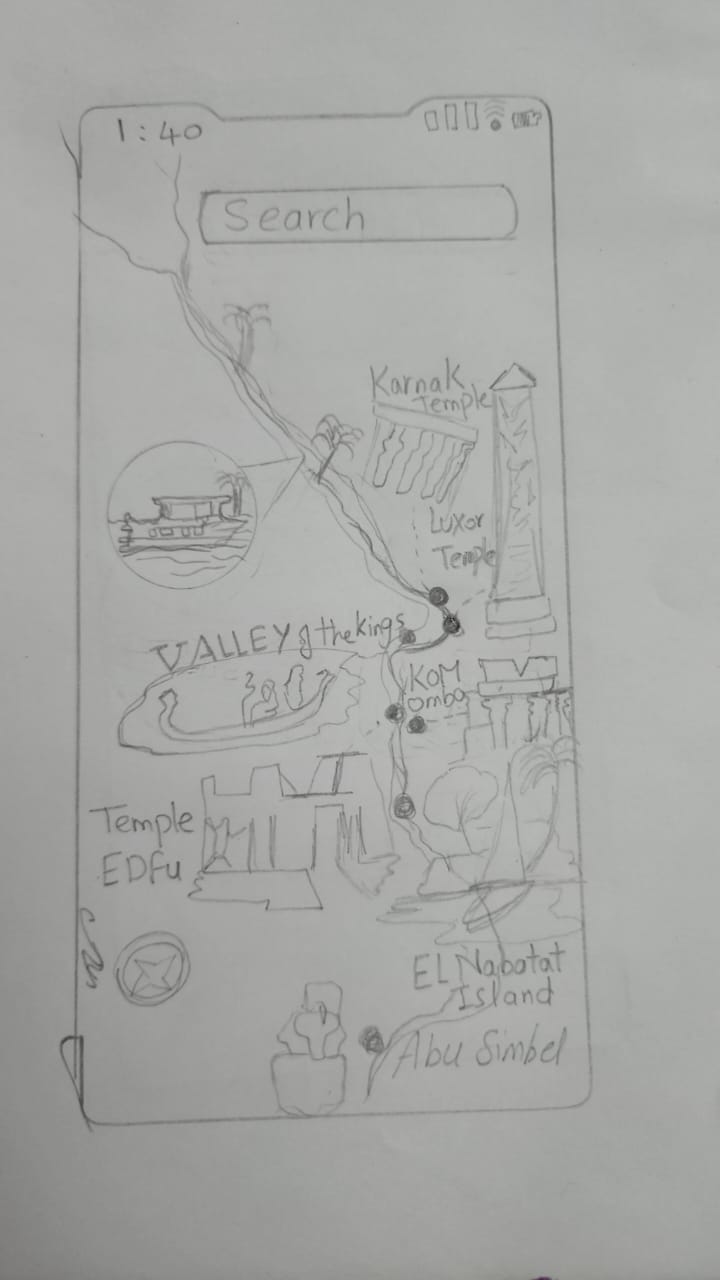 1:40
Search
Karnak
Temple
Luxor
Temple
VALLEY of the Kings
KOM
ombo
Temple
EDFU
EL Nabatat
Island
Abu Simbel